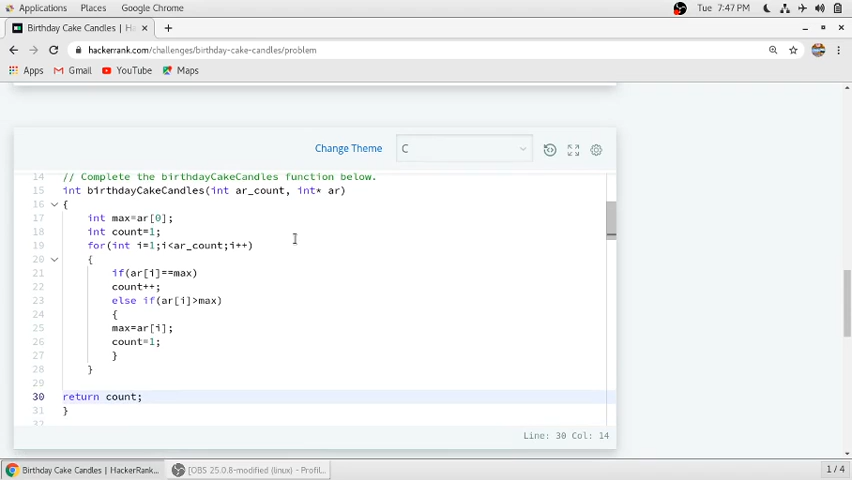 Applications Places Google Chrome Tue 7:47 PM
Birthday Cake Candles | Ha
hackerrank.com/challenges/birthday-cake-candles/problem
Apps Gmail YouTube Maps
Change Theme C
14 // Complete the birthdayCakeCandles function below.
15 int birthdayCakeCandles(int ar_count, int* ar)
16 {
17 int max=ar[0];
18 int count=1;
19 for(int i=1;i<ar_count;i++)
20 {
21 if(ar[i]==max)
22 count++;
23 else if(ar[i]>max)
24 {
25 max=ar[i];
26 count=1;
27 }
28 }
29
30 return count;
31 }
32
Line: 30 Col: 14
Birthday Cake Candles | HackerRank... [OBS 25.0.8-modified (linux) - Profil... 1 / 4